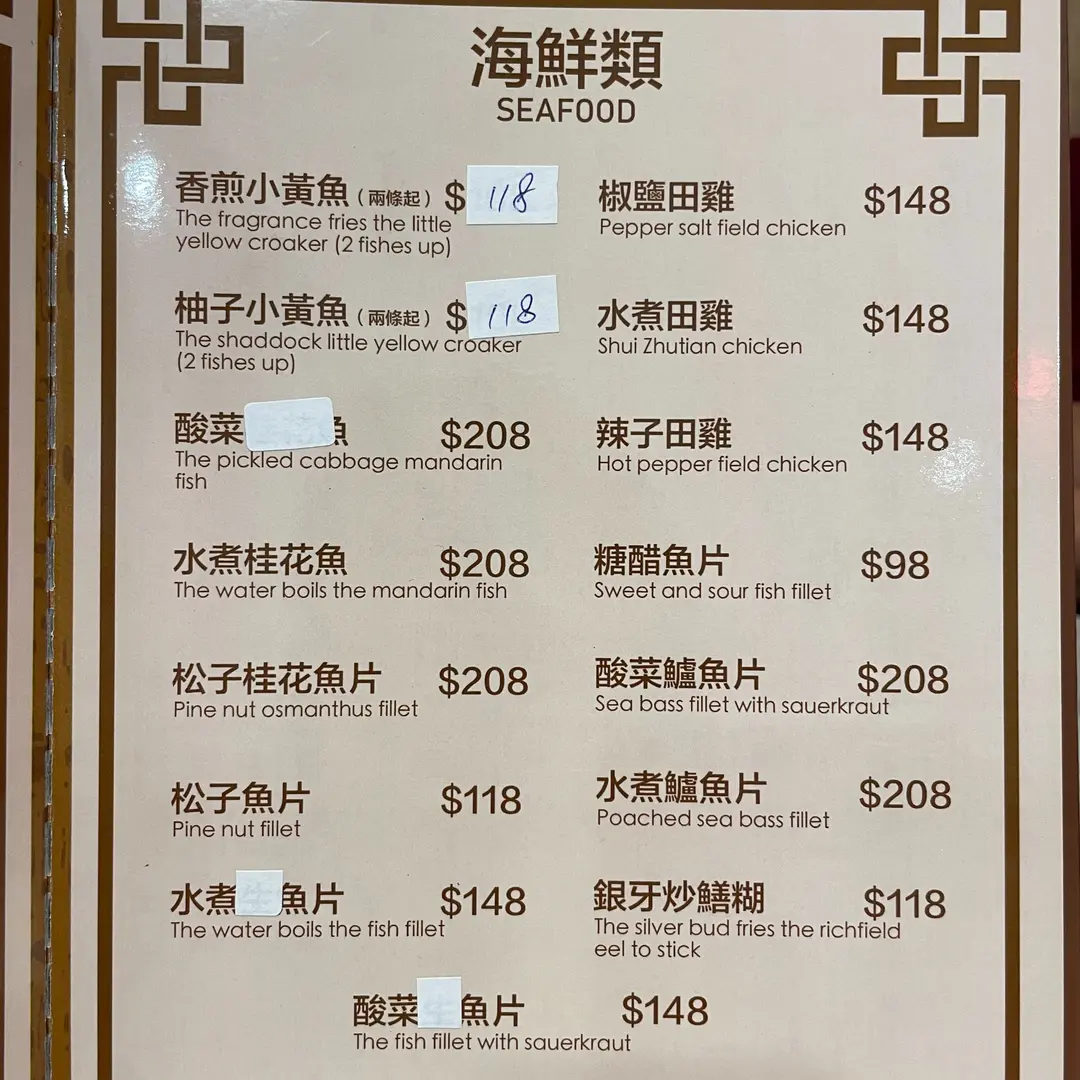 海鮮類
SEAFOOD
香煎小黃魚(兩條起) $ 118
The fragrance fries the little
yellow croaker (2 fishes up)
柚子小黃魚(兩條起) $ 118
The shaddock little yellow croaker
(2 fishes up)
酸菜 魚 $208
The pickled cabbage mandarin
fish
水煮桂花魚 $208
The water boils the mandarin fish
松子桂花魚片 $208
Pine nut osmanthus fillet
松子魚片 $118
Pine nut fillet
水煮 魚片 $148
The water boils the fish fillet
椒鹽田雞 $148
Pepper salt field chicken
水煮田雞 $148
Shui Zhutian chicken
辣子田雞 $148
Hot pepper field chicken
糖醋魚片 $98
Sweet and sour fish fillet
酸菜鱸魚片 $208
Sea bass fillet with sauerkraut
水煮鱸魚片 $208
Poached sea bass fillet
銀牙炒鱔糊 $118
The silver bud fries the richfield
eel to stick
酸菜 魚片 $148
The fish fillet with sauerkraut